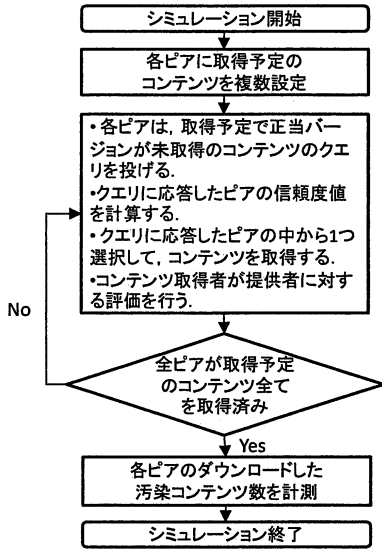 シミュレーション開始
各ピアに取得予定の
コンテンツを複数設定
・各ピアは，取得予定で正当バー
ジョンが未取得のコンテンツのクエ
リを投げる．
・クエリに応答したピアの信頼度値
を計算する．
・クエリに応答したピアの中から1つ
選択して，コンテンツを取得する．
・コンテンツ取得者が提供者に対す
る評価を行う．
No
全ピアが取得予定
のコンテンツ全て
を取得済み
Yes
各ピアのダウンロードした
汚染コンテンツ数を計測
シミュレーション終了